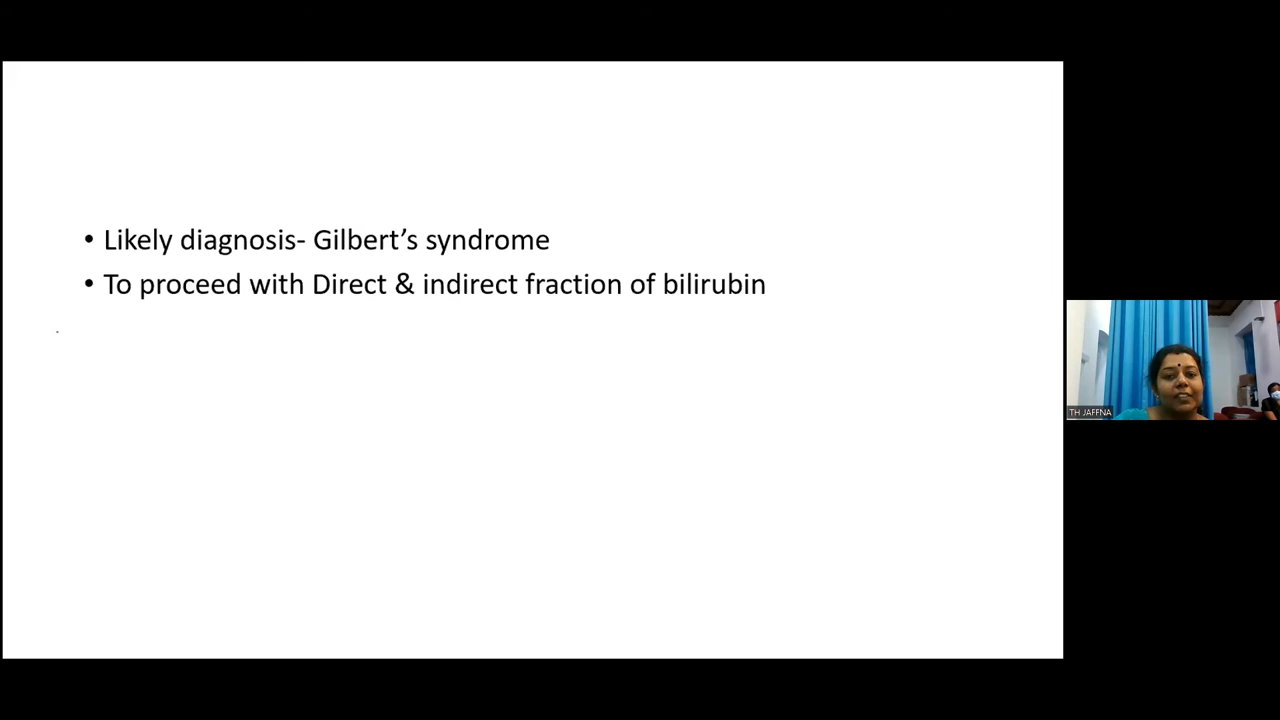 • Likely diagnosis- Gilbert’s syndrome
• To proceed with Direct & indirect fraction of bilirubin
TH JAFFNA